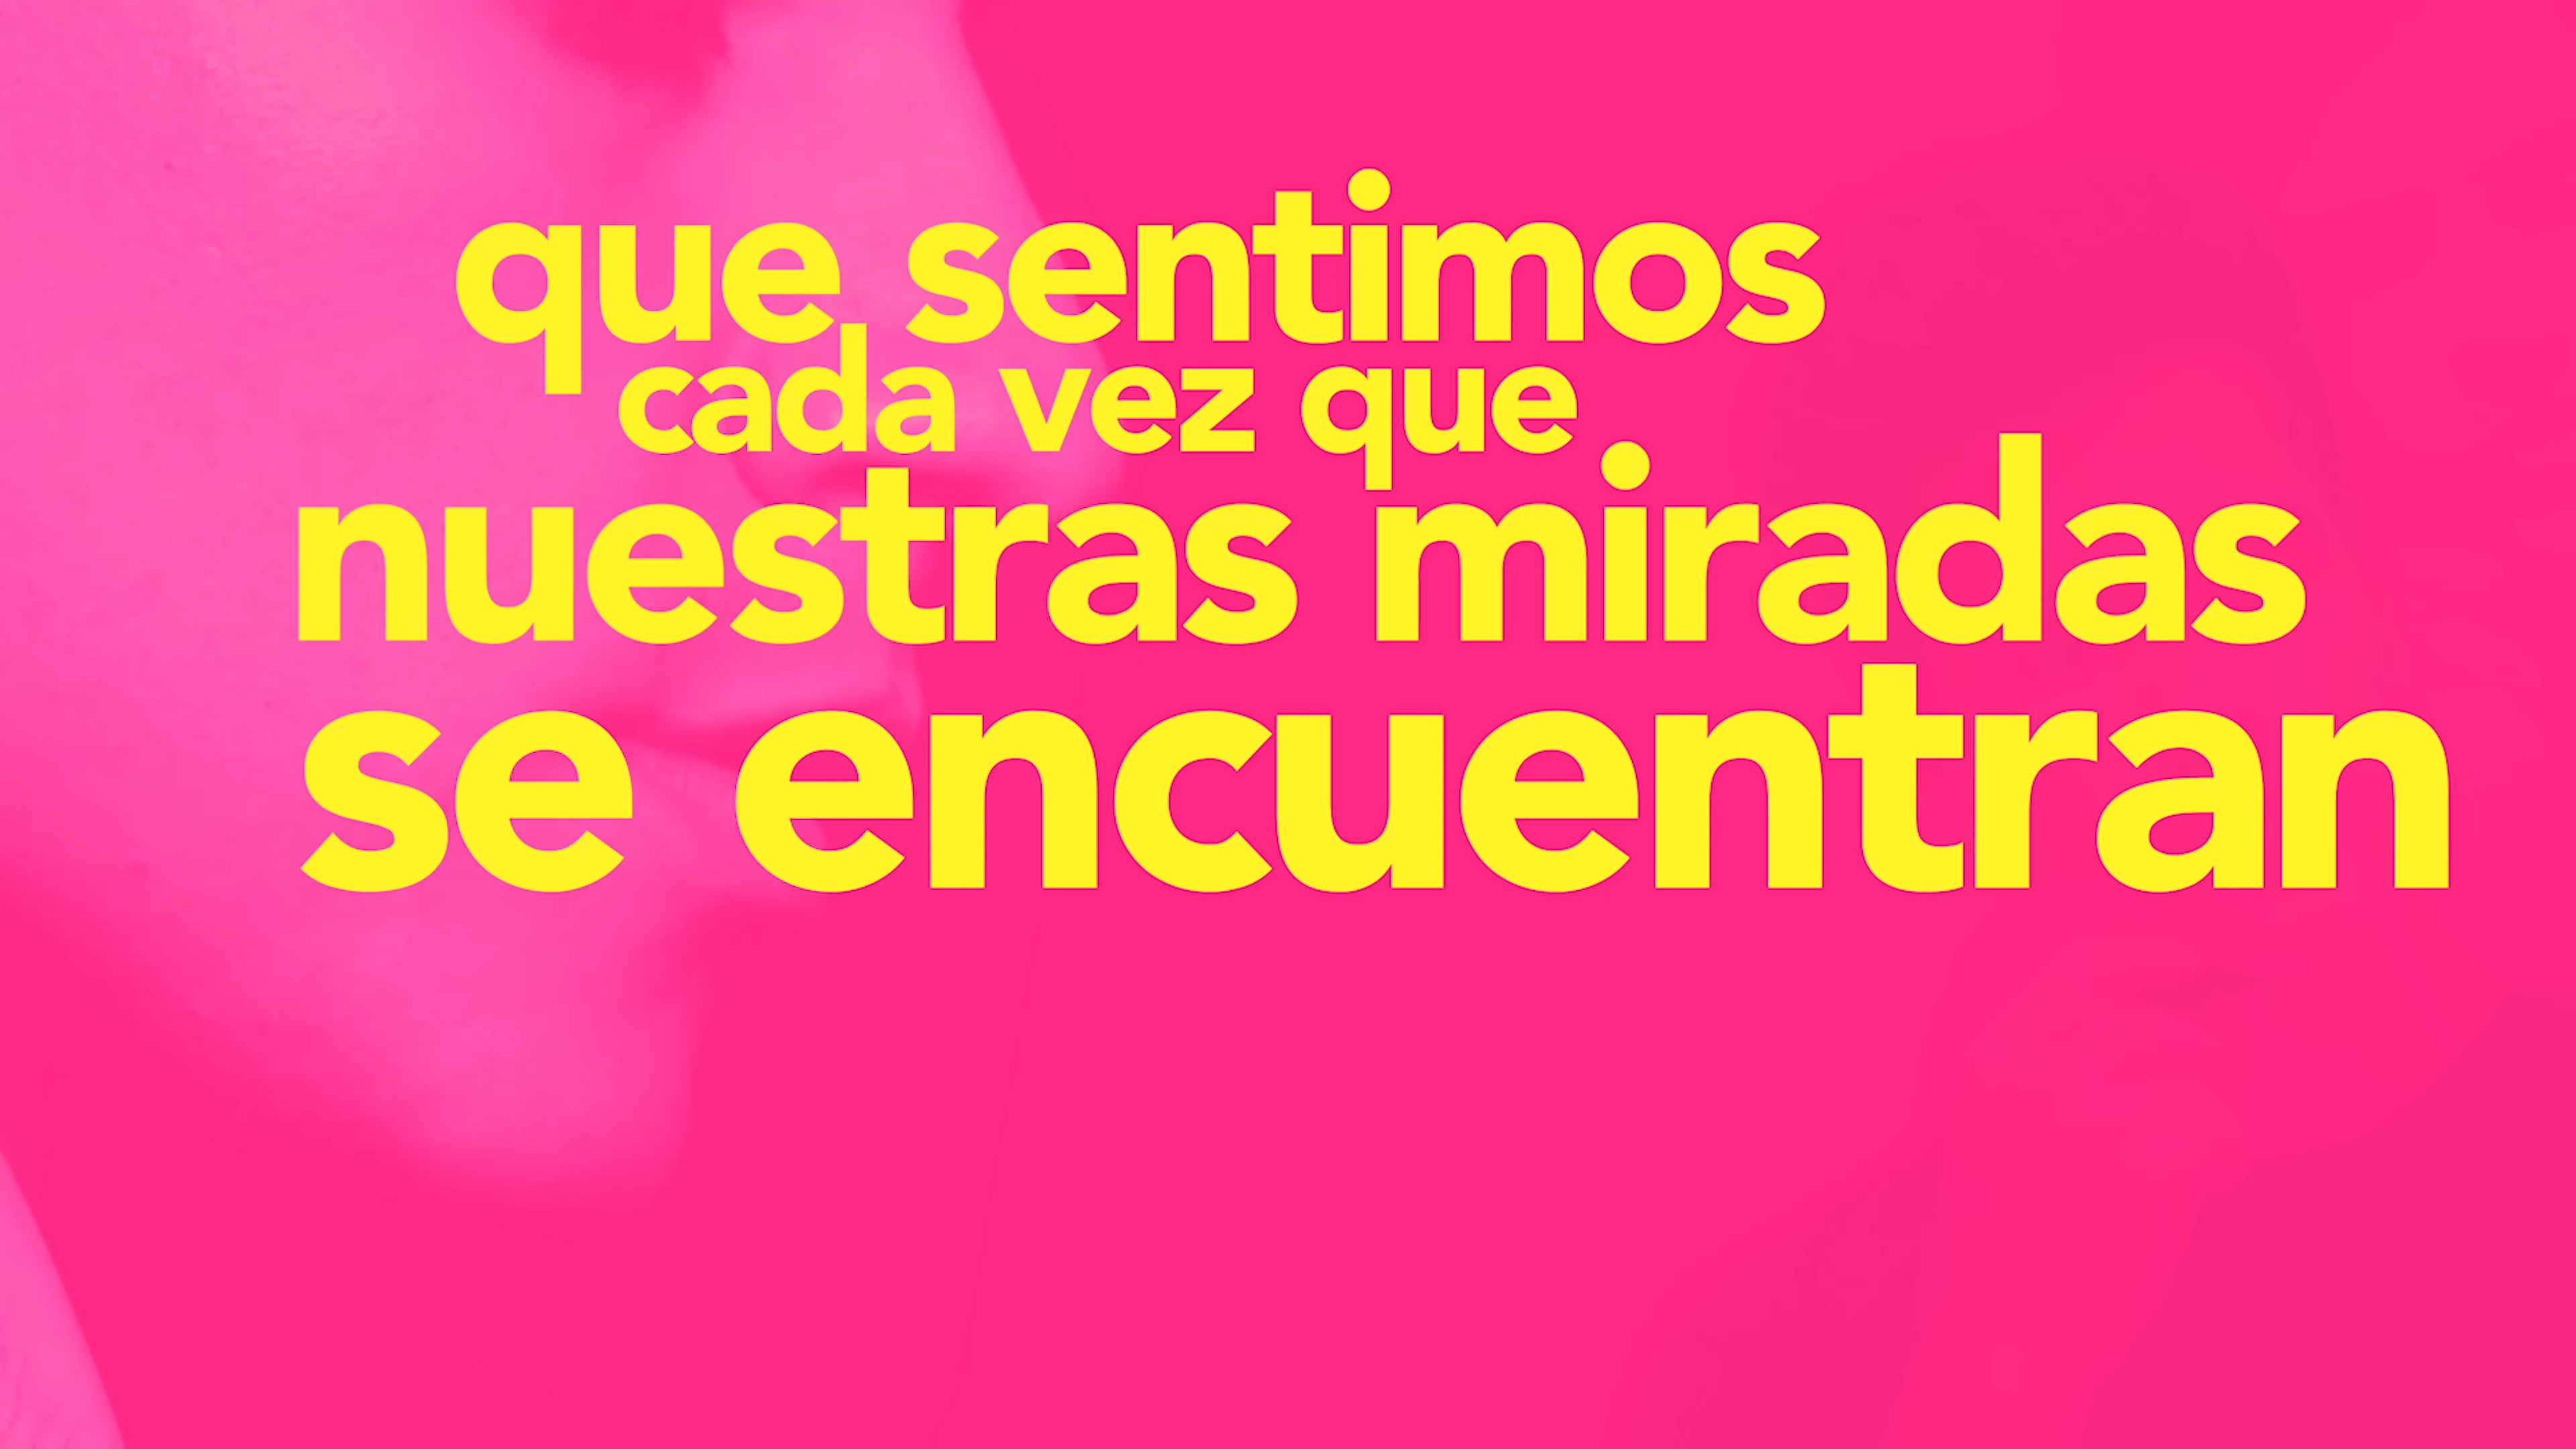 que sentimos
cada vez que
nuestras miradas
se encuentran